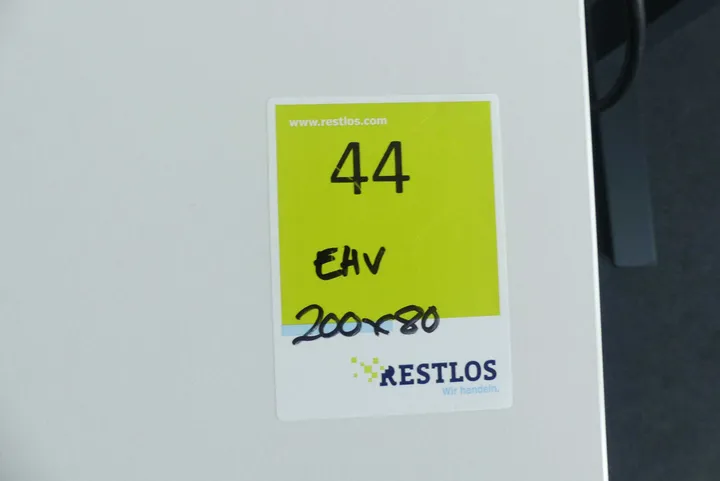 www.restlos.com
44
EHV
200x80
RESTLOS
Wir handeln.